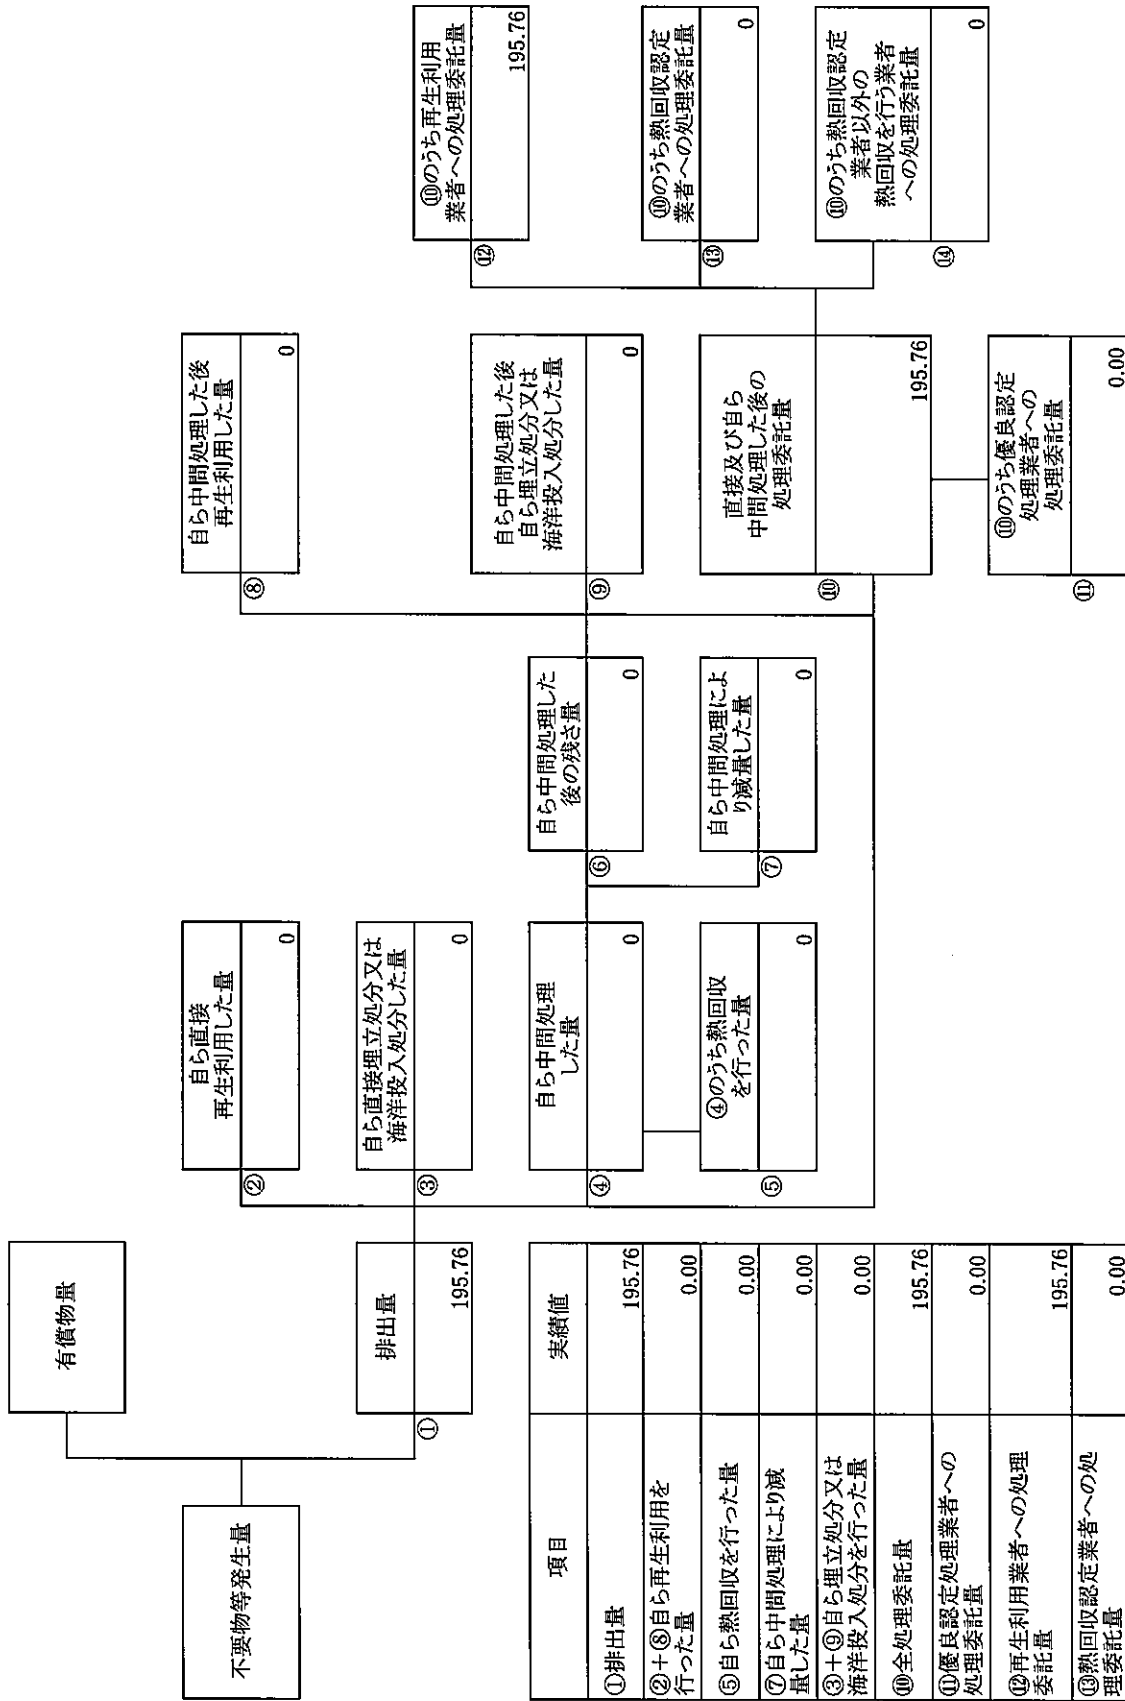 有償物量
不要物等発生量
排出量
①
195.76
自ら直接
再生利用した量
②
0
自ら直接埋立処分又は
海洋投入処分した量
③
0
自ら中間処理
した量
④
0
④のうち熱回収
を行った量
⑤
0
自ら中間処理した
後の残さ量
⑥
0
自ら中間処理によ
り減量した量
⑦
0
自ら中間処理した後
再生利用した量
⑧
0
自ら中間処理した後
自ら埋立処分又は
海洋投入処分した量
⑨
0
直接及び自ら
中間処理した後の
処理委託量
⑩
195.76
⑩のうち優良認定
処理業者への
処理委託量
⑪
0.00
⑩のうち再生利用
業者への処理委託量
⑫
195.76
⑩のうち熱回収認定
業者への処理委託量
⑬
0
⑩のうち熱回収認定
業者以外の
熱回収を行う業者
への処理委託量
⑭
0
項目 実績値
①排出量 195.76
②+⑧自ら再生利用を
行った量 0.00
⑤自ら熱回収を行った量 0.00
⑦自ら中間処理により減
量した量 0.00
③+⑨自ら埋立処分又は
海洋投入処分を行った量 0.00
⑩全処理委託量 195.76
⑪優良認定処理業者への
処理委託量 0.00
⑫再生利用業者への処理
委託量 195.76
⑬熱回収認定業者への処
理委託量 0.00